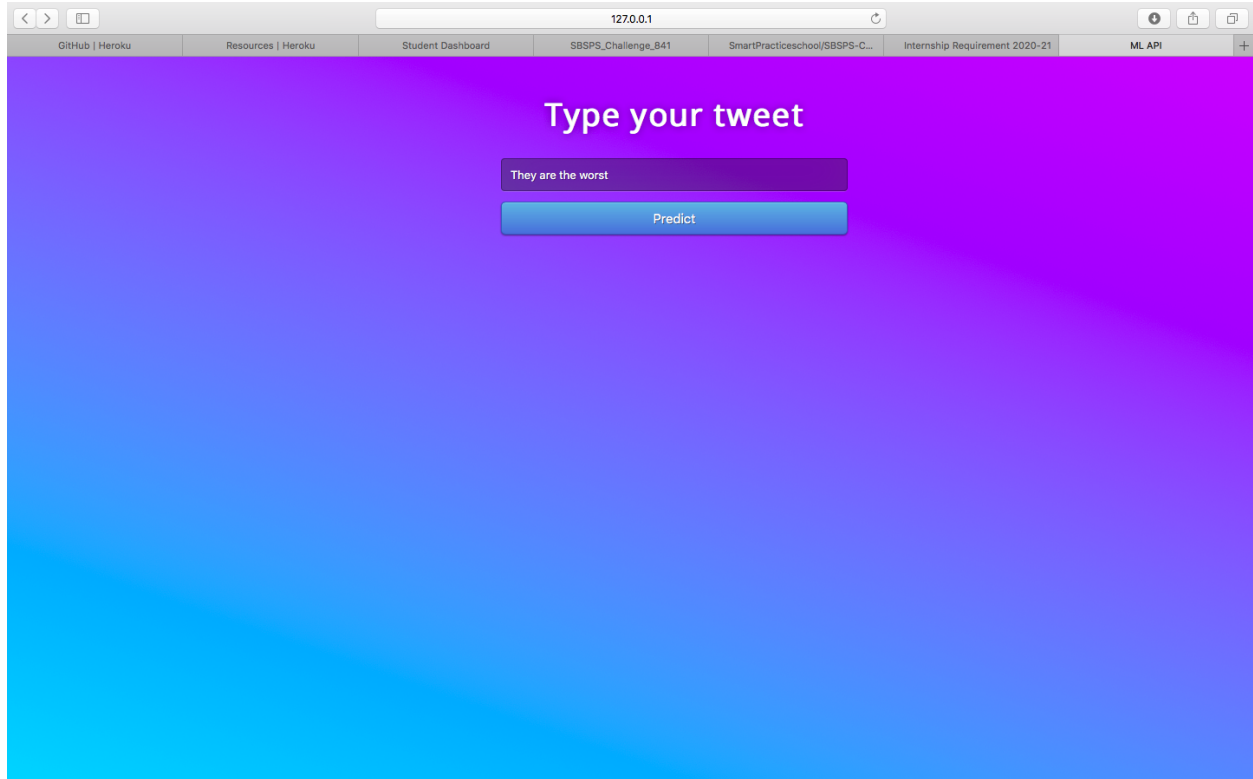 127.0.0.1
GitHub | Heroku
Resources | Heroku
Student Dashboard
SBSPS_Challenge_841
SmartPracticeschool/SBSPS-C...
Internship Requirement 2020-21
ML API
Type your tweet
They are the worst
Predict